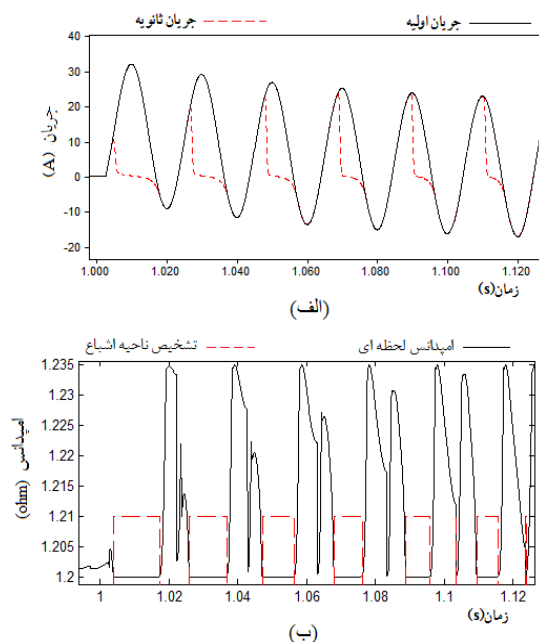 جریان اولیه جریان ثانویه
40
30
20
10
0
-10
-20
جریان (A)
1.000 1.020 1.040 1.060 1.080 1.100 1.120
زمان(s)
(الف)
امپدانس لحظه ای تشخیص ناحیه اشباع
1.235
1.23
1.225
1.22
1.215
1.21
1.205
1.2
امپدانس (ohm)
1 1.02 1.04 1.06 1.08 1.1 1.12
زمان(s)
(ب)